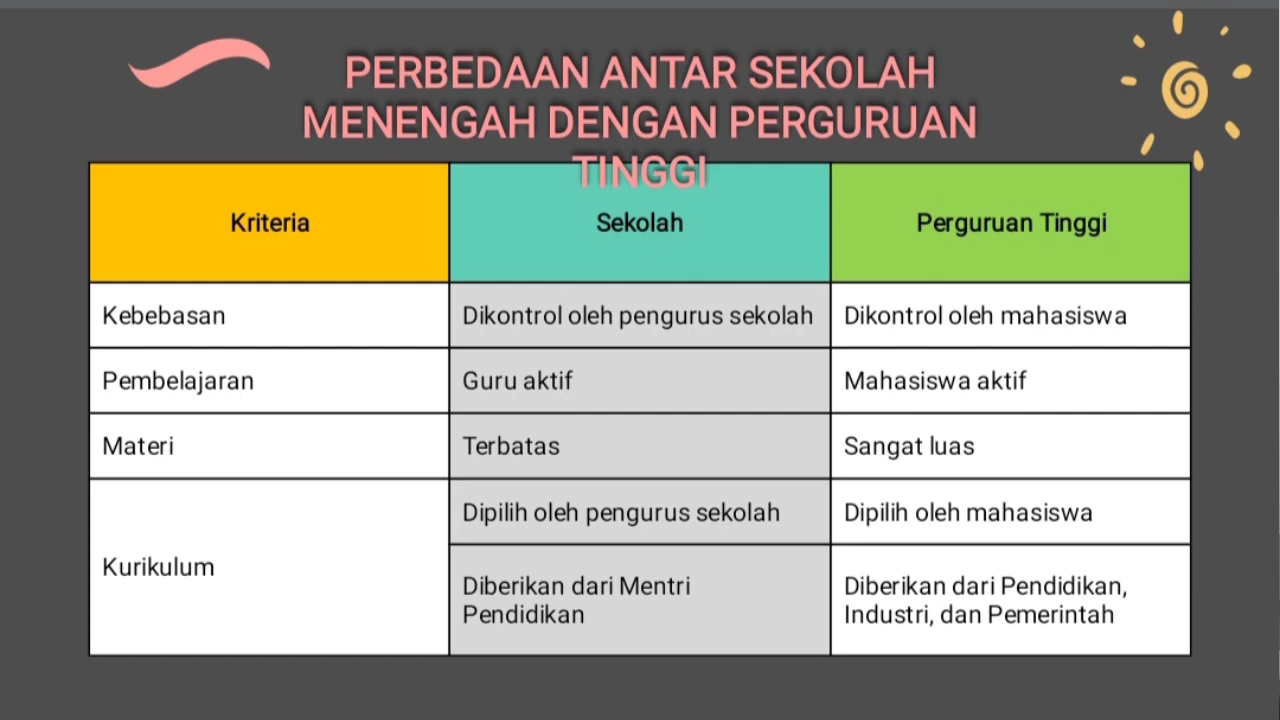 PERBEDAAN ANTAR SEKOLAH
MENENGAH DENGAN PERGURUAN
TINGGI
Kriteria
Sekolah
Perguruan Tinggi
Kebebasan
Dikontrol oleh pengurus sekolah
Dikontrol oleh mahasiswa
Pembelajaran
Guru aktif
Mahasiswa aktif
Materi
Terbatas
Sangat luas
Kurikulum
Dipilih oleh pengurus sekolah
Dipilih oleh mahasiswa
Diberikan dari Mentri
Pendidikan
Diberikan dari Pendidikan,
Industri, dan Pemerintah